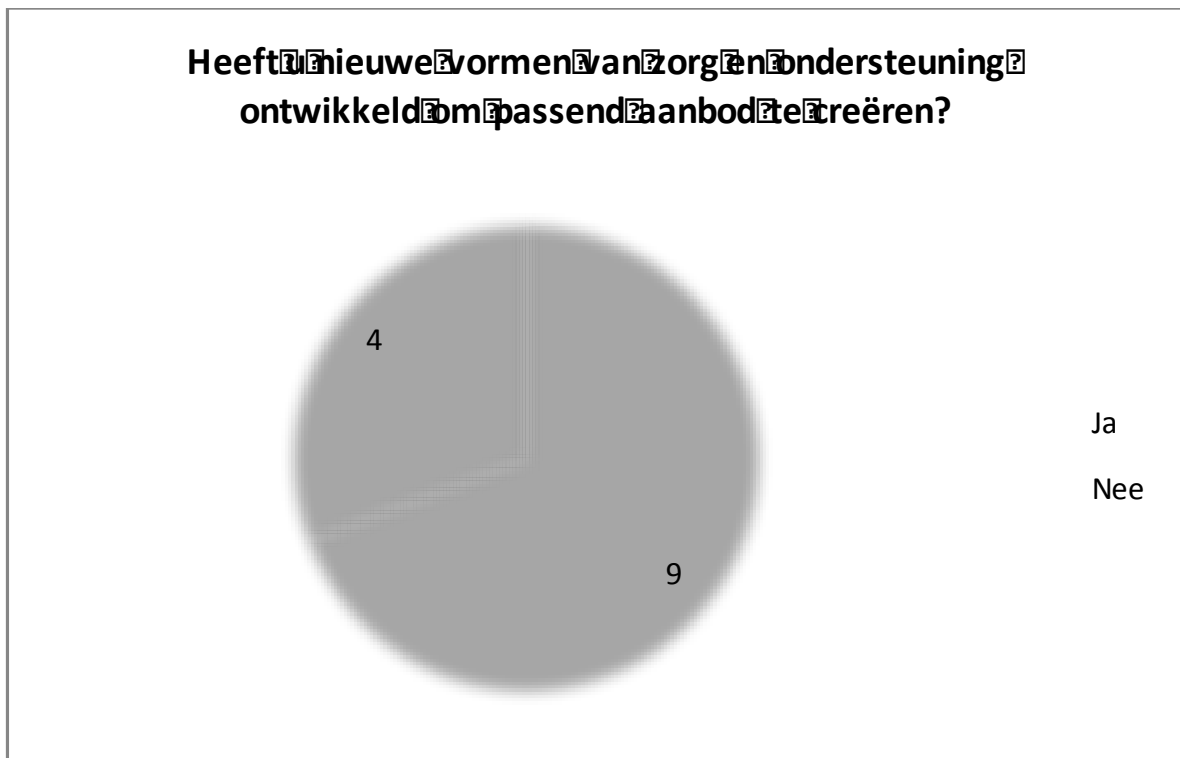 Heeft u nieuwe vormen van zorg en ondersteuning
ontwikkeld om passend aanbod te creëren?
4
Ja
Nee
9